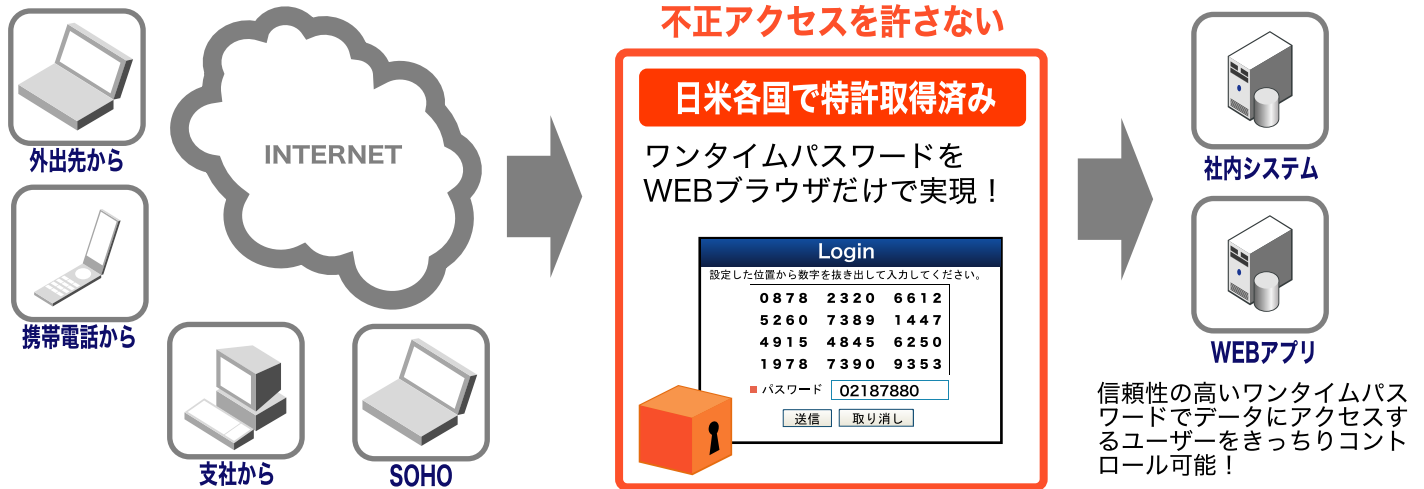 外出先から
携帯電話から
支社から
SOHO
INTERNET
不正アクセスを許さない
日米各国で特許取得済み
ワンタイムパスワードを
WEBブラウザだけで実現！
Login
設定した位置から数字を抜き出して入力してください。
0878 2320 6612
5260 7389 1447
4915 4845 6250
1978 7390 9353
パスワード 02187880
送信 取り消し
社内システム
WEBアプリ
信頼性の高いワンタイムパス
ワードでデータにアクセスす
るユーザーをきっちりコント
ロール可能！